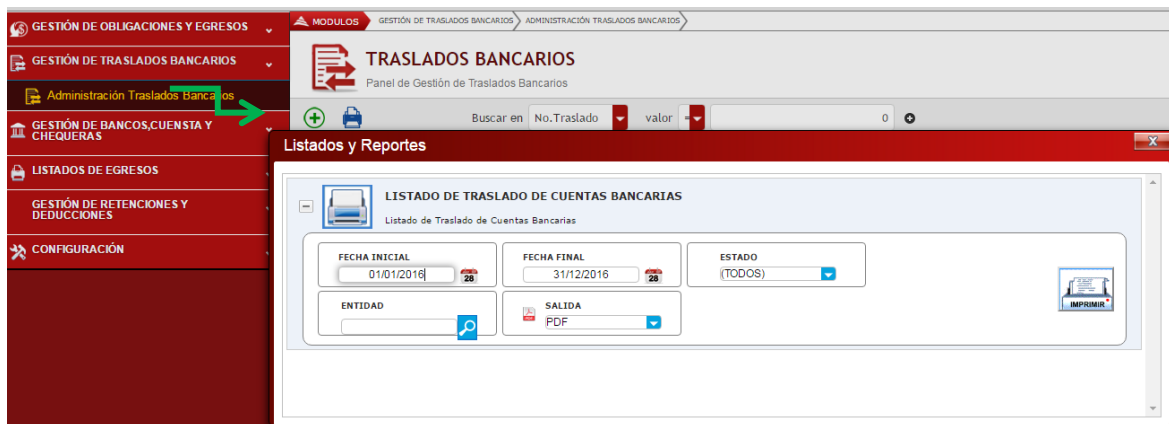 GESTIÓN DE OBLIGACIONES Y EGRESOS
GESTIÓN DE TRASLADOS BANCARIOS
Administración Traslados Bancarios
GESTIÓN DE BANCOS,CUENSTA Y
CHEQUERAS
LISTADOS DE EGRESOS
GESTIÓN DE RETENCIONES Y
DEDUCCIONES
CONFIGURACIÓN
MODULOS GESTIÓN DE TRASLADOS BANCARIOS ADMINISTRACIÓN TRASLADOS BANCARIOS
TRASLADOS BANCARIOS
Panel de Gestión de Traslados Bancarios
Buscar en No.Traslado valor = 0
Listados y Reportes X
LISTADO DE TRASLADO DE CUENTAS BANCARIAS
Listado de Traslado de Cuentas Bancarias
FECHA INICIAL FECHA FINAL ESTADO
01/01/2016 28 31/12/2016 28 (TODOS)
IMPRIMIR
ENTIDAD SALIDA
PDF